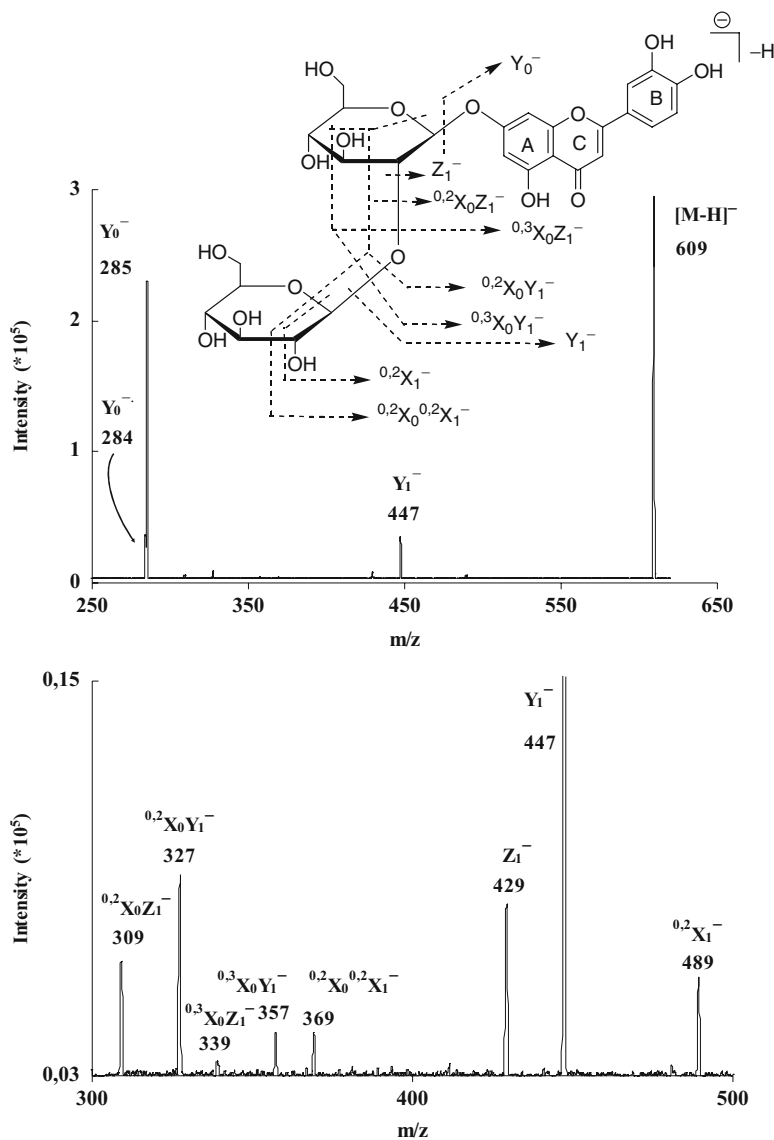 ⊖
–H
OH
OH
B
HO
Y₀⁻
O
O
O
A
C
OH
OH
OH
O
Z₁⁻
⁰,²X₀Z₁⁻
⁰,³X₀Z₁⁻
HO
O
O
⁰,²X₀Y₁⁻
⁰,³X₀Y₁⁻
Y₁⁻
OH
OH
OH
⁰,²X₁⁻
⁰,²X₀⁰,²X₁⁻
Intensity (*10⁵)
3
2
1
0
Y₀⁻
285
Y₀⁻·
284
Y₁⁻
447
[M-H]⁻
609
250
350
450
550
650
m/z
Intensity (*10⁵)
0,15
0,03
⁰,²X₀Z₁⁻
309
⁰,²X₀Y₁⁻
327
⁰,³X₀Z₁⁻
339
⁰,³X₀Y₁⁻
357
⁰,²X₀⁰,²X₁⁻
369
Z₁⁻
429
Y₁⁻
447
⁰,²X₁⁻
489
300
400
500
m/z